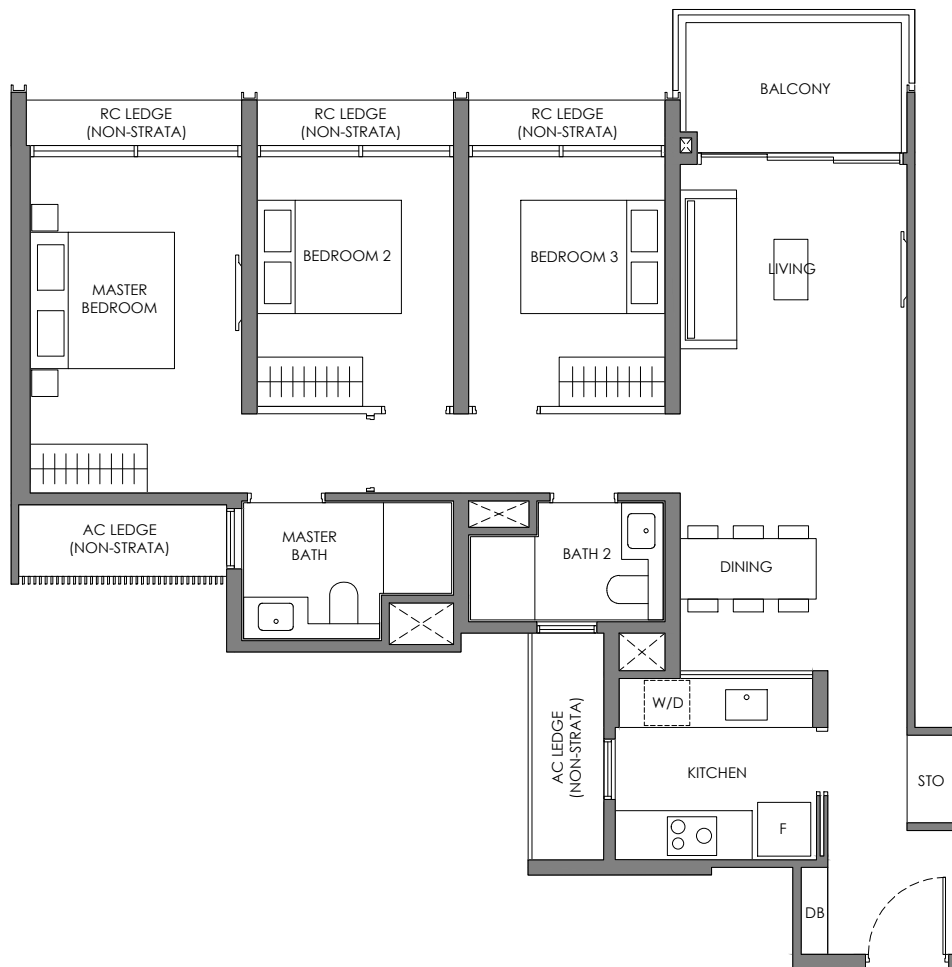 BALCONY
RC LEDGE
(NON-STRATA)
RC LEDGE
(NON-STRATA)
RC LEDGE
(NON-STRATA)
MASTER
BEDROOM
BEDROOM 2
BEDROOM 3
LIVING
AC LEDGE
(NON-STRATA)
MASTER
BATH
BATH 2
DINING
AC LEDGE
(NON-STRATA)
W/D
KITCHEN
STO
F
DB